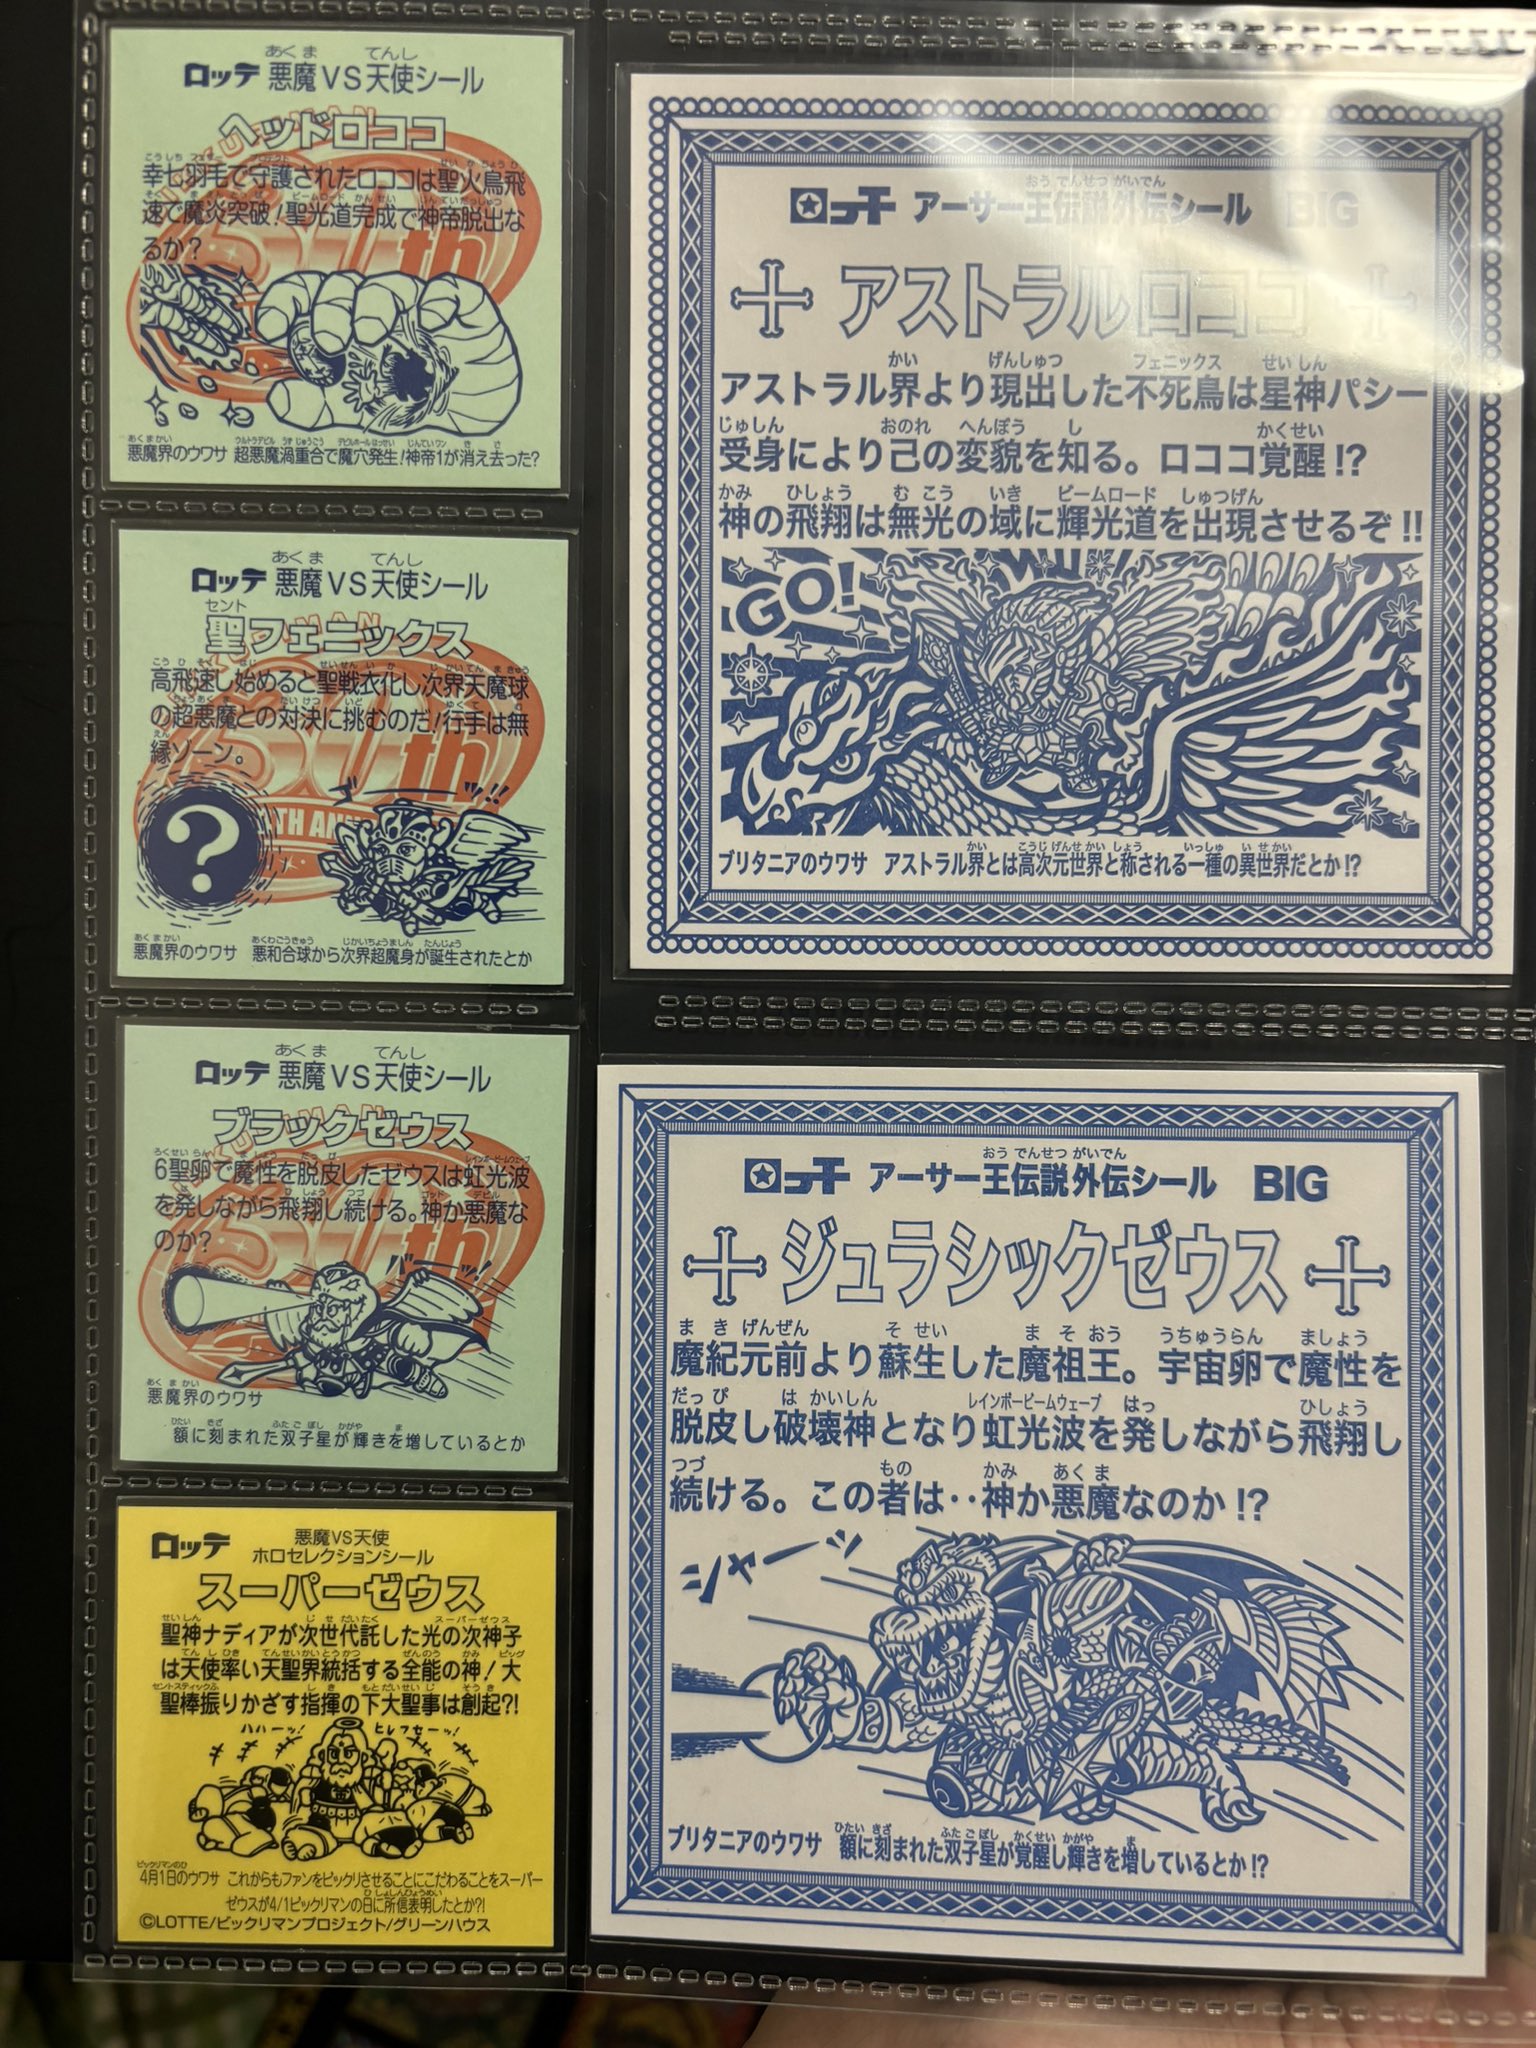 ロッテ 悪魔VS天使シール
ヘッドロココ
幸七羽毛で守護されたロココは聖火鳥飛
速で魔炎突破!聖光道完成で神帝脱出な
るか?
悪魔界のウワサ 超悪魔渦重合で魔穴発生!神帝1が消え去った?
ロッテ 悪魔VS天使シール
聖フェニックス
高飛速し始めると聖戦衣化し次界天魔球
の超悪魔との対決に挑むのだ!行手は無
縁ゾーン。
?
ゴーッ!!
悪魔界のウワサ 悪和合球から次界超魔身が誕生されたとか
ロッテ 悪魔VS天使シール
ブラックゼウス
6聖卵で魔性を脱皮したゼウスは虹光波
を発しながら飛翔し続ける。神か悪魔な
のか?
悪魔界のウワサ
額に刻まれた双子星が輝きを増しているとか
ロッテ 悪魔VS天使
ホロセレクションシール
スーパーゼウス
聖神ナディアが次世代託した光の次神子
は天使率い天聖界統括する全能の神!大
聖棒振りかざす指揮の下大聖事は創起?!
ハハーッ! ヒレフセーッ!
4月1日のウワサ これからもファンをビックリさせることにこだわることをスーパー
ゼウスが4/1ビックリマンの日に所信表明したとか?!
©LOTTE/ビックリマンプロジェクト/グリーンハウス
ロッチ アーサー王伝説外伝シール BIG
アストラルロココ
アストラル界より現出した不死鳥は星神パシー
受身により己の変貌を知る。ロココ覚醒!?
神の飛翔は無光の域に輝光道を出現させるぞ!!
GO!
ブリタニアのウワサ アストラル界とは高次元世界と称される一種の異世界だとか!?
ロッチ アーサー王伝説外伝シール BIG
ジュラシックゼウス
魔紀元前より蘇生した魔祖王。宇宙卵で魔性を
脱皮し破壊神となり虹光波を発しながら飛翔し
続ける。この者は‥神か悪魔なのか!?
シャーッ
ブリタニアのウワサ 額に刻まれた双子星が覚醒し輝きを増しているとか!?